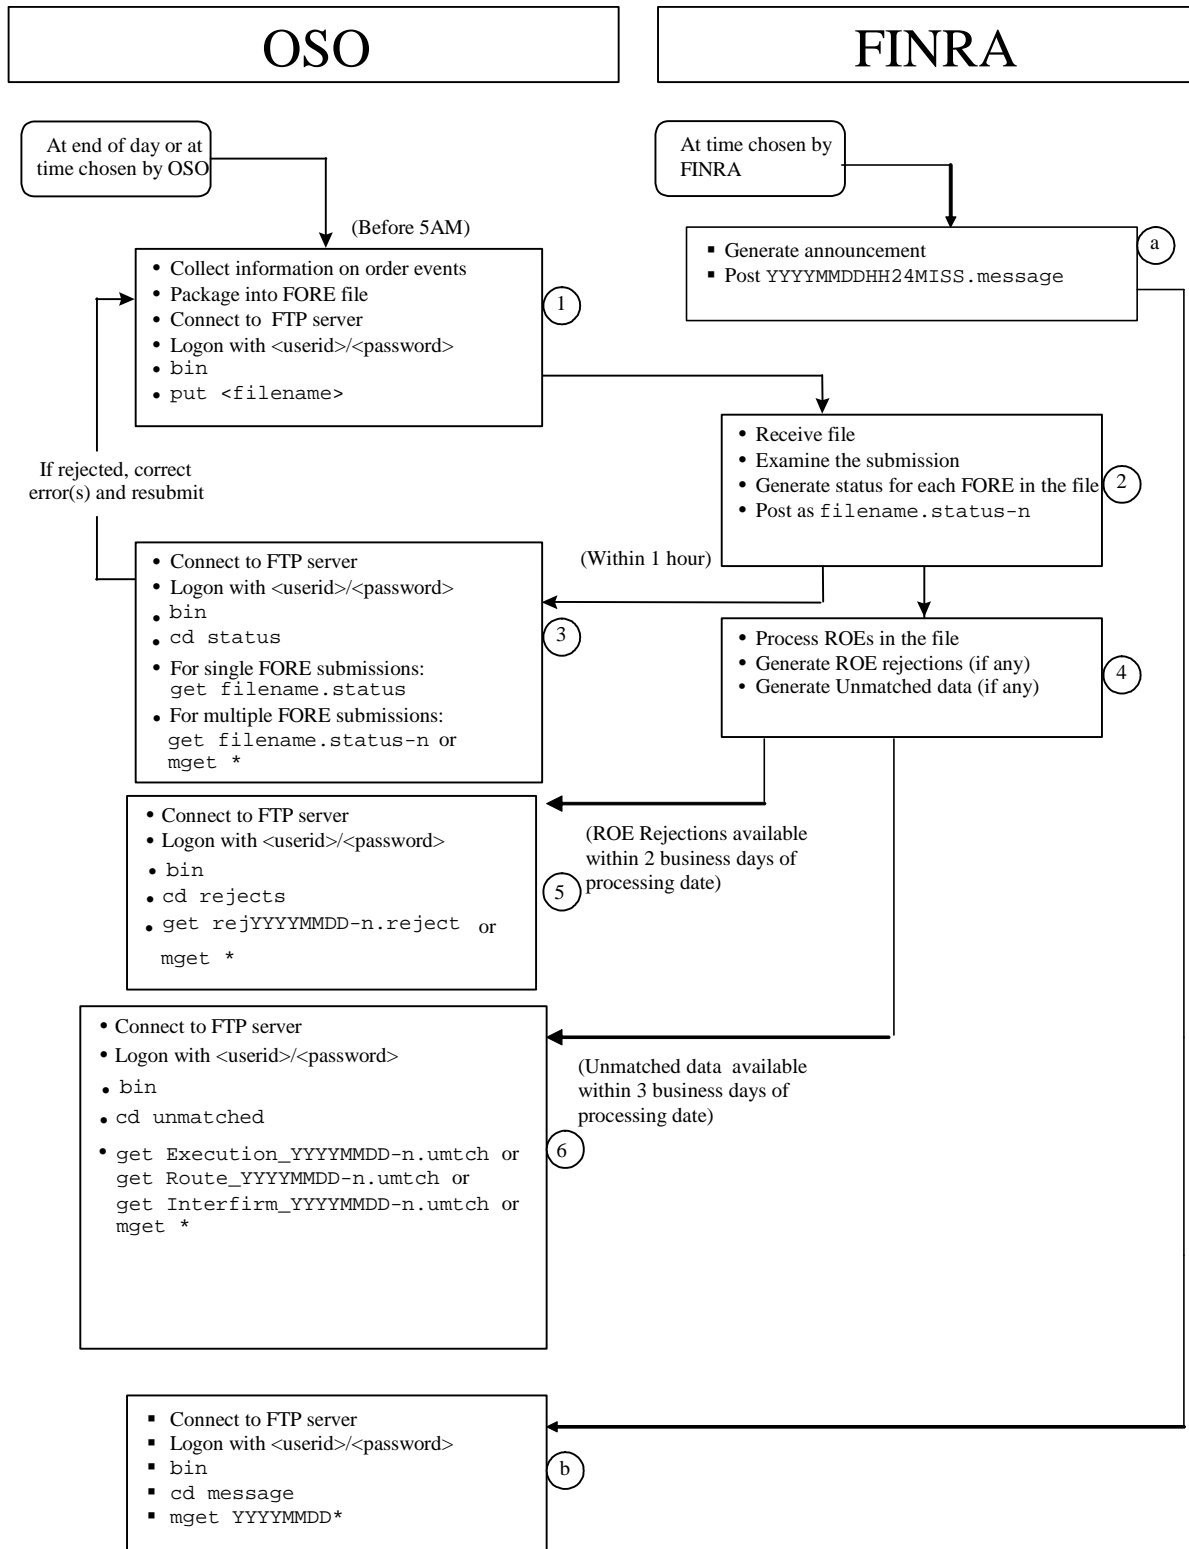 OSO
FINRA
At end of day or at
time chosen by OSO
At time chosen by
FINRA
(Before 5AM)
• Collect information on order events
• Package into FORE file
• Connect to FTP server
• Logon with <userid>/<password>
• bin
• put <filename>
1
▪ Generate announcement
▪ Post YYYYMMDDHH24MISS.message
a
If rejected, correct
error(s) and resubmit
• Receive file
• Examine the submission
• Generate status for each FORE in the file
• Post as filename.status-n
2
(Within 1 hour)
• Connect to FTP server
• Logon with <userid>/<password>
• bin
• cd status
• For single FORE submissions:
get filename.status
• For multiple FORE submissions:
get filename.status-n or
mget *
3
• Process ROEs in the file
• Generate ROE rejections (if any)
• Generate Unmatched data (if any)
4
• Connect to FTP server
• Logon with <userid>/<password>
• bin
• cd rejects
• get rejYYYYMMDD-n.reject or
mget *
5
(ROE Rejections available
within 2 business days of
processing date)
• Connect to FTP server
• Logon with <userid>/<password>
• bin
• cd unmatched
• get Execution_YYYYMMDD-n.umtch or
get Route_YYYYMMDD-n.umtch or
get Interfirm_YYYYMMDD-n.umtch or
mget *
6
(Unmatched data available
within 3 business days of
processing date)
▪ Connect to FTP server
▪ Logon with <userid>/<password>
▪ bin
▪ cd message
▪ mget YYYYMMDD*
b